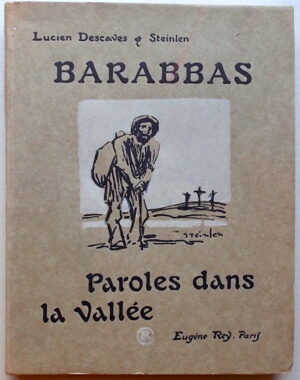 Lucien Descaves & Steinlen
BARABBAS
Steinlen
Paroles dans
la vallée
Eugène Rey. Paris